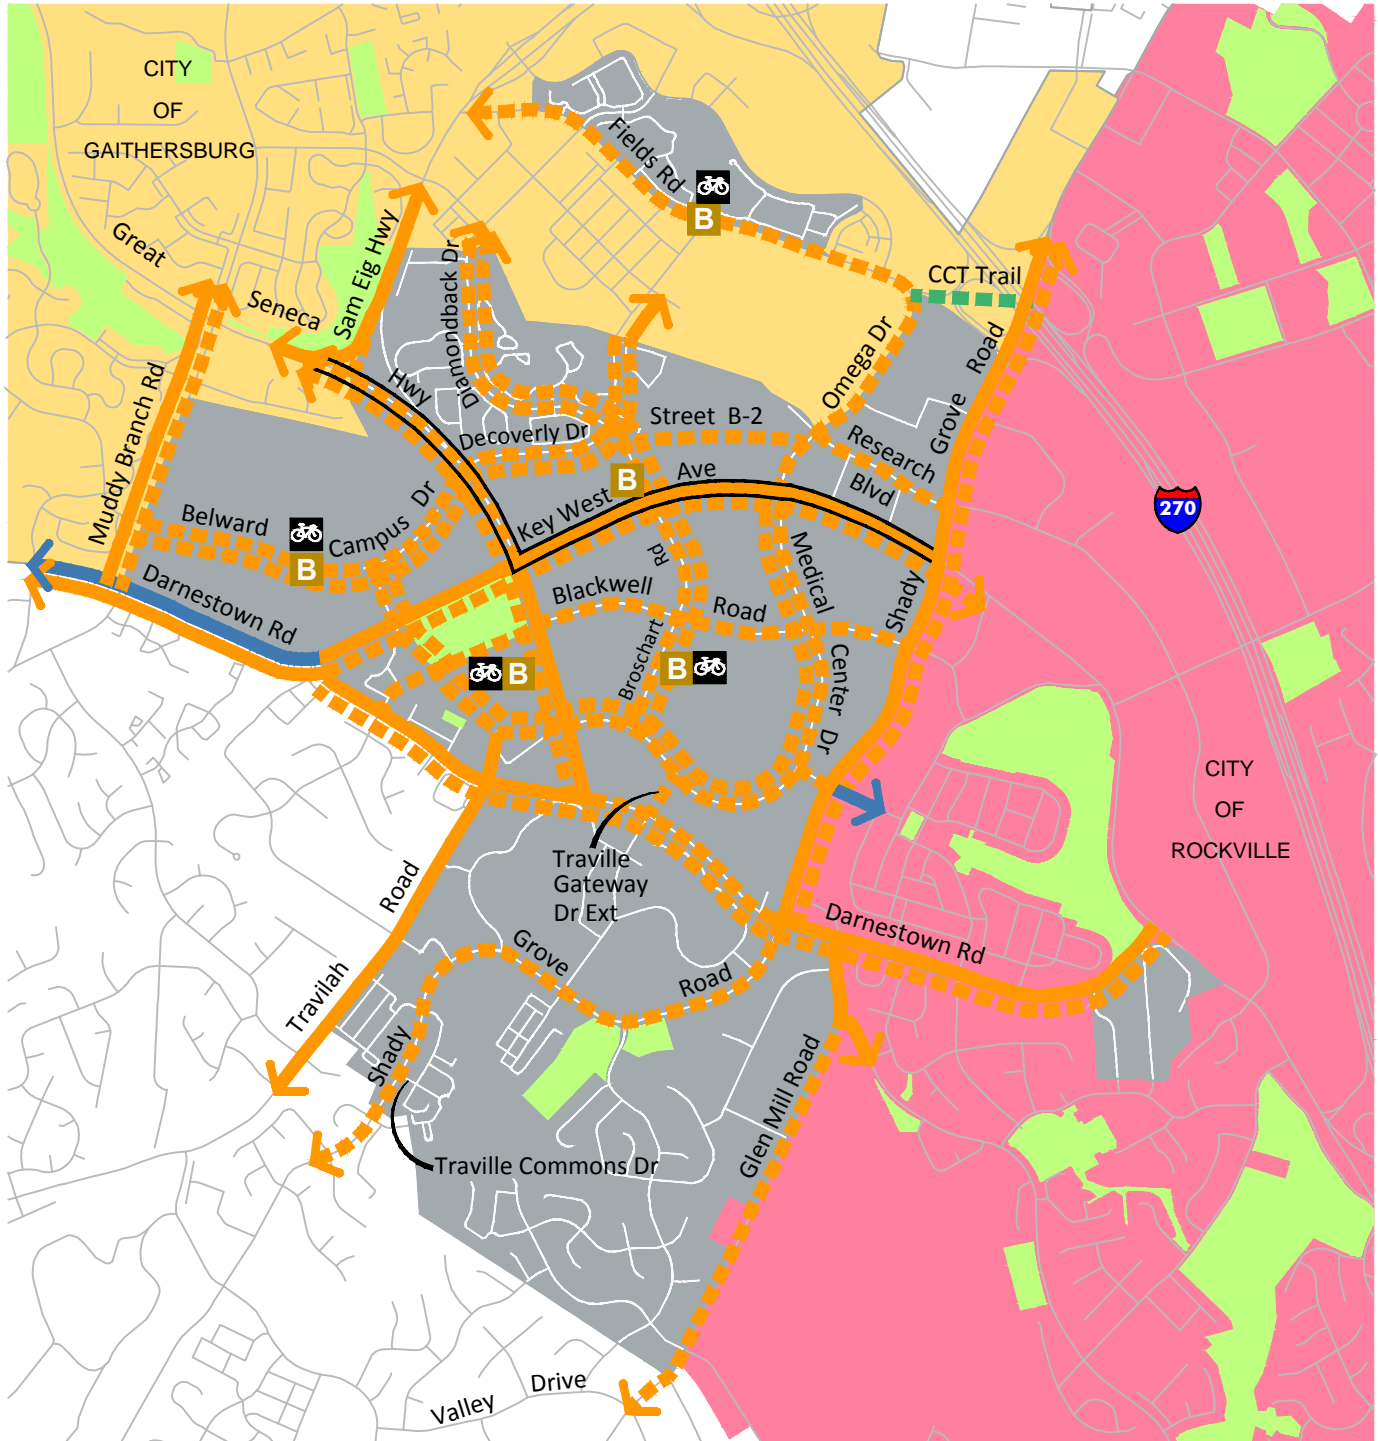 CITY
OF
GAITHERSBURG
Fields Rd
B
Great
Seneca
Hwy
Sam Eig Hwy
Diamondback Dr
CCT Trail
Omega Dr
Muddy Branch Rd
Decoverly Dr
Street B-2
Research
Blvd
Shady
Grove
Road
B
Key West
Ave
270
Belward
Campus
Dr
B
Darnestown Rd
Blackwell
Road
Medical
Center
Dr
Broschart
Rd
B
B
CITY
OF
ROCKVILLE
Traville
Gateway
Dr Ext
Travilah
Road
Darnestown Rd
Shady
Grove
Road
Glen Mill Road
Traville Commons Dr
Valley
Drive